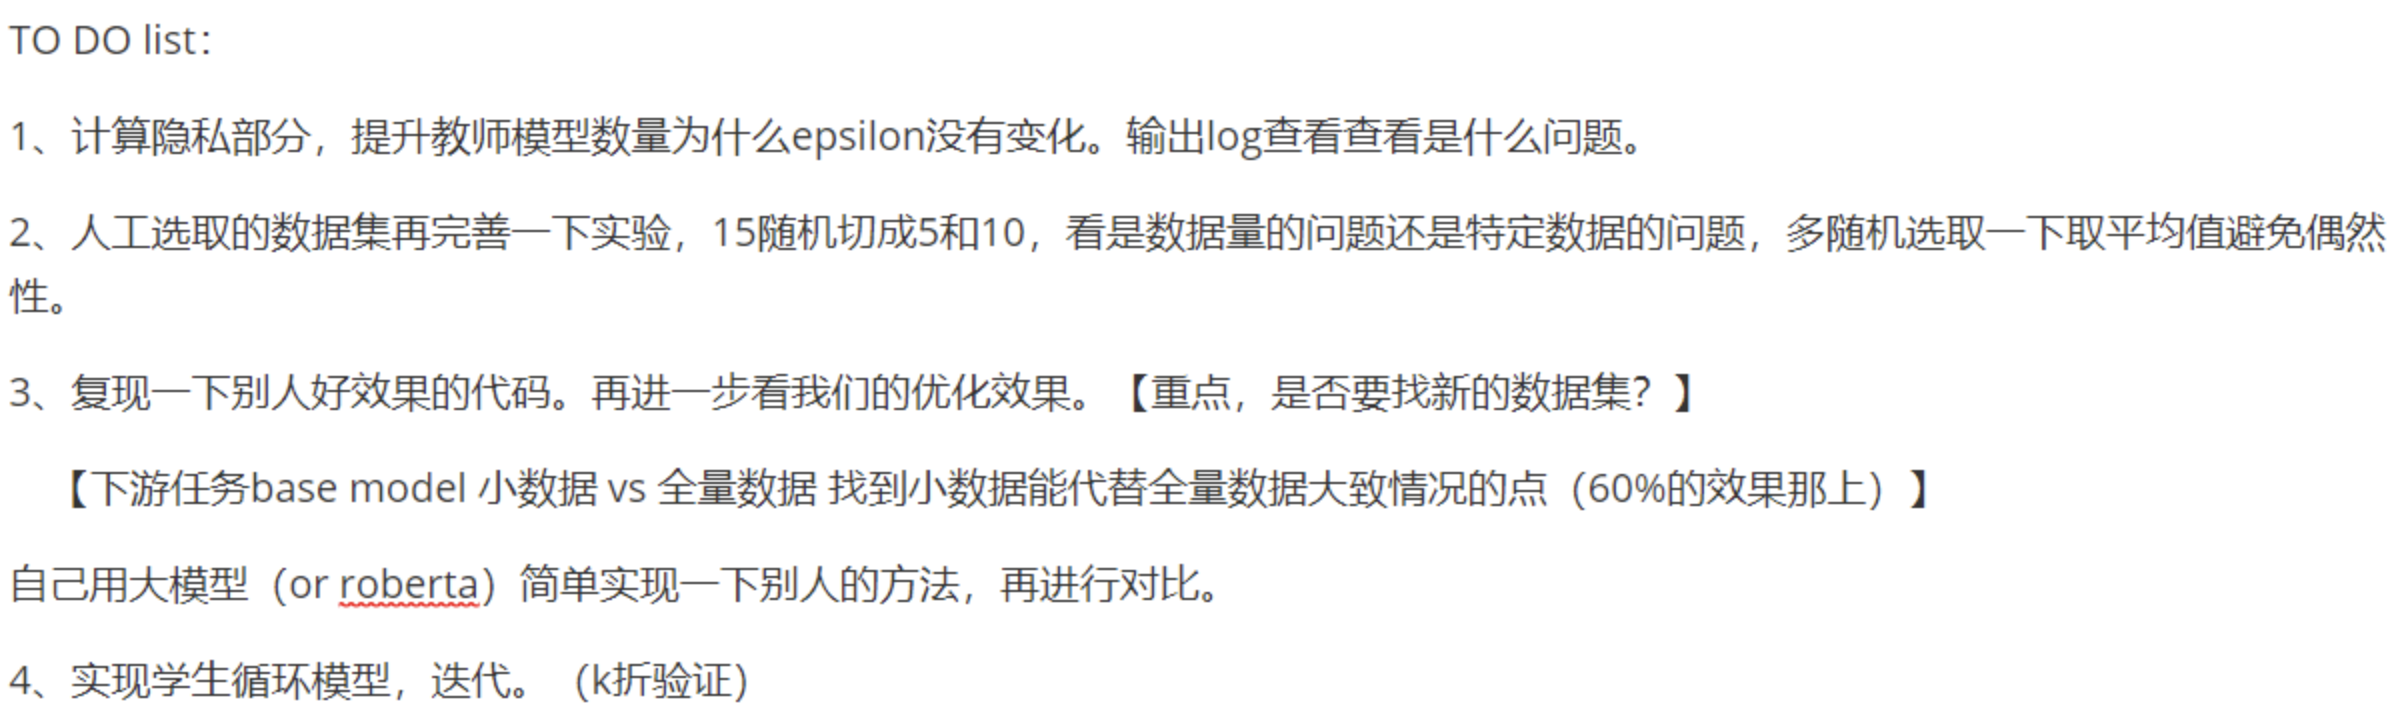 TO DO list：
1、计算隐私部分，提升教师模型数量为什么epsilon没有变化。输出log查看查看是什么问题。
2、人工选取的数据集再完善一下实验，15随机切成5和10，看是数据量的问题还是特定数据的问题，多随机选取一下取平均值避免偶然
性。
3、复现一下别人好效果的代码。再进一步看我们的优化效果。【重点，是否要找新的数据集？】
【下游任务base model 小数据 vs 全量数据 找到小数据能代替全量数据大致情况的点（60%的效果那上）】
自己用大模型（or roberta）简单实现一下别人的方法，再进行对比。
4、实现学生循环模型，迭代。（k折验证）